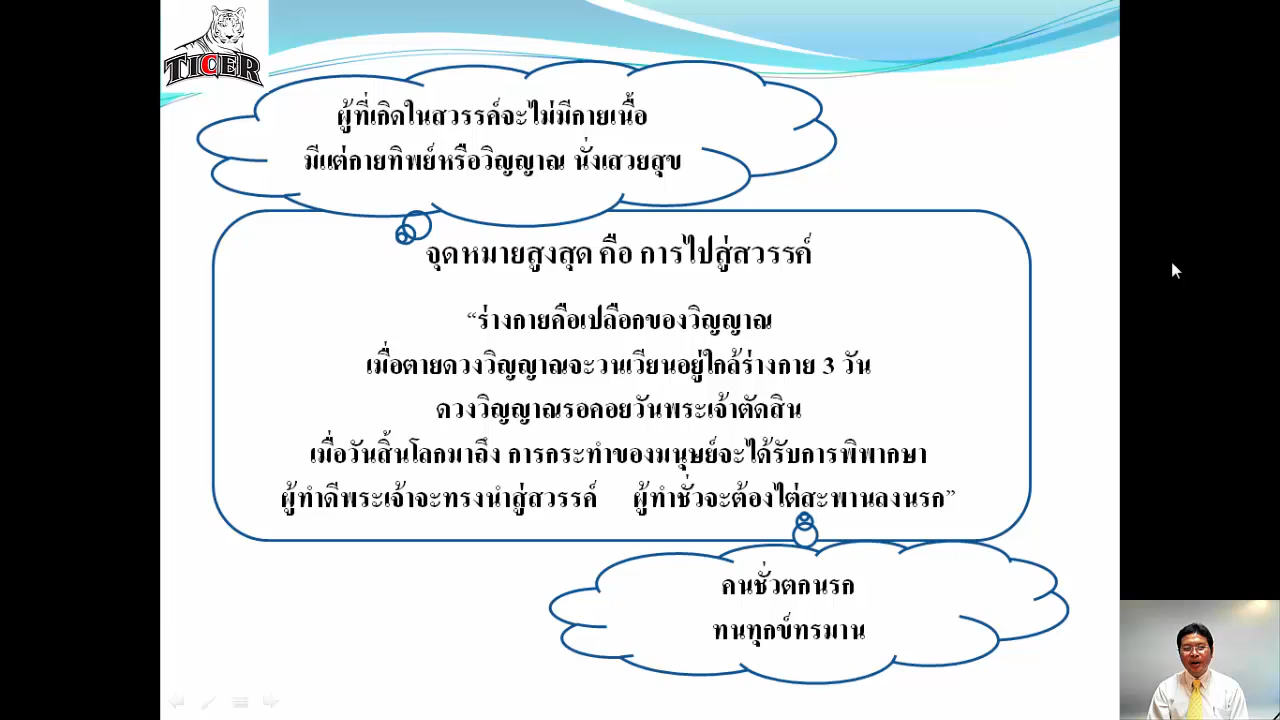 TICER
ผู้ที่เกิดในสวรรค์จะไม่มีกายเนื้อ
มีแต่กายทิพย์หรือวิญญาณ นั่งเสวยสุข
จุดหมายสูงสุด คือ การไปสู่สวรรค์
“ร่างกายคือเปลือกของวิญญาณ
เมื่อตายดวงวิญญาณจะวนเวียนอยู่ใกล้ร่างกาย 3 วัน
ดวงวิญญาณรอคอยวันพระเจ้าตัดสิน
เมื่อวันสิ้นโลกมาถึง การกระทำของมนุษย์จะได้รับการพิพากษา
ผู้ทำดีพระเจ้าจะทรงนำสู่สวรรค์ ผู้ทำชั่วจะต้องไต่สะพานลงนรก”
คนชั่วตกนรก
ทนทุกข์ทรมาน